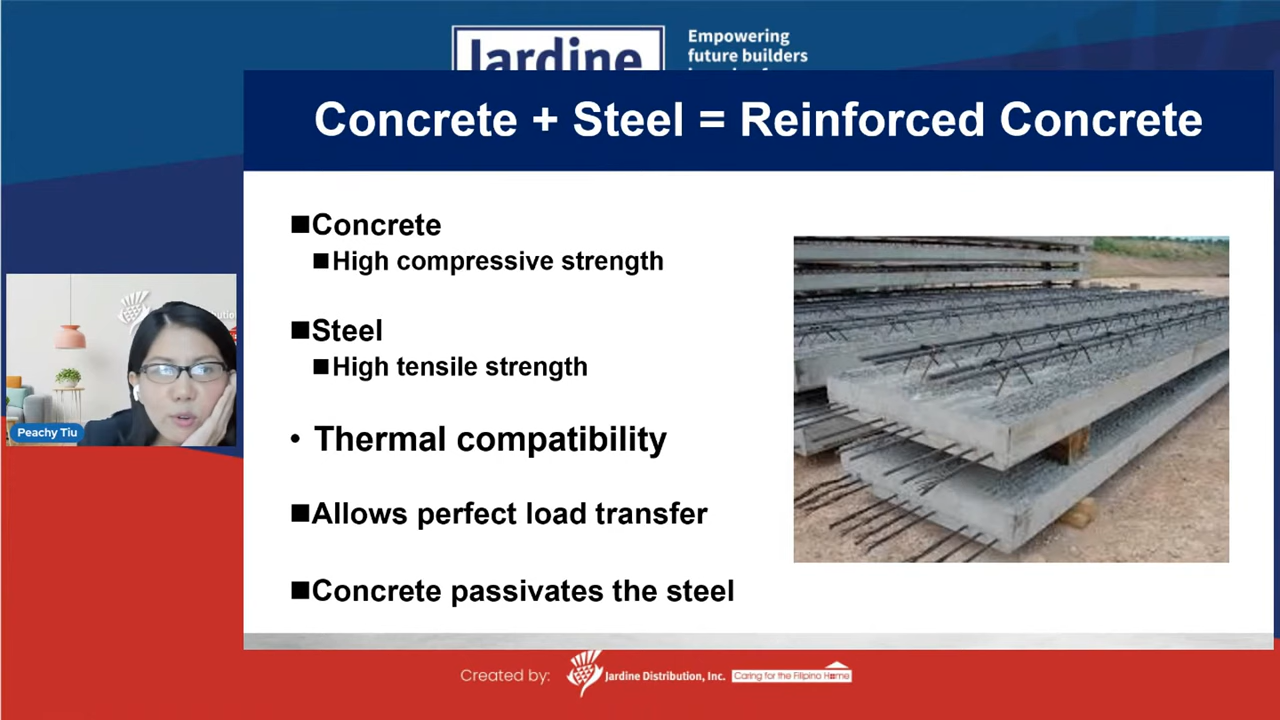 Jardine
Empowering
future builders
Concrete + Steel = Reinforced Concrete
■Concrete
■High compressive strength
■Steel
■High tensile strength
• Thermal compatibility
■Allows perfect load transfer
■Concrete passivates the steel
Peachy Tiu
Created by:
Jardine Distribution, Inc.
Caring for the Filipino Home